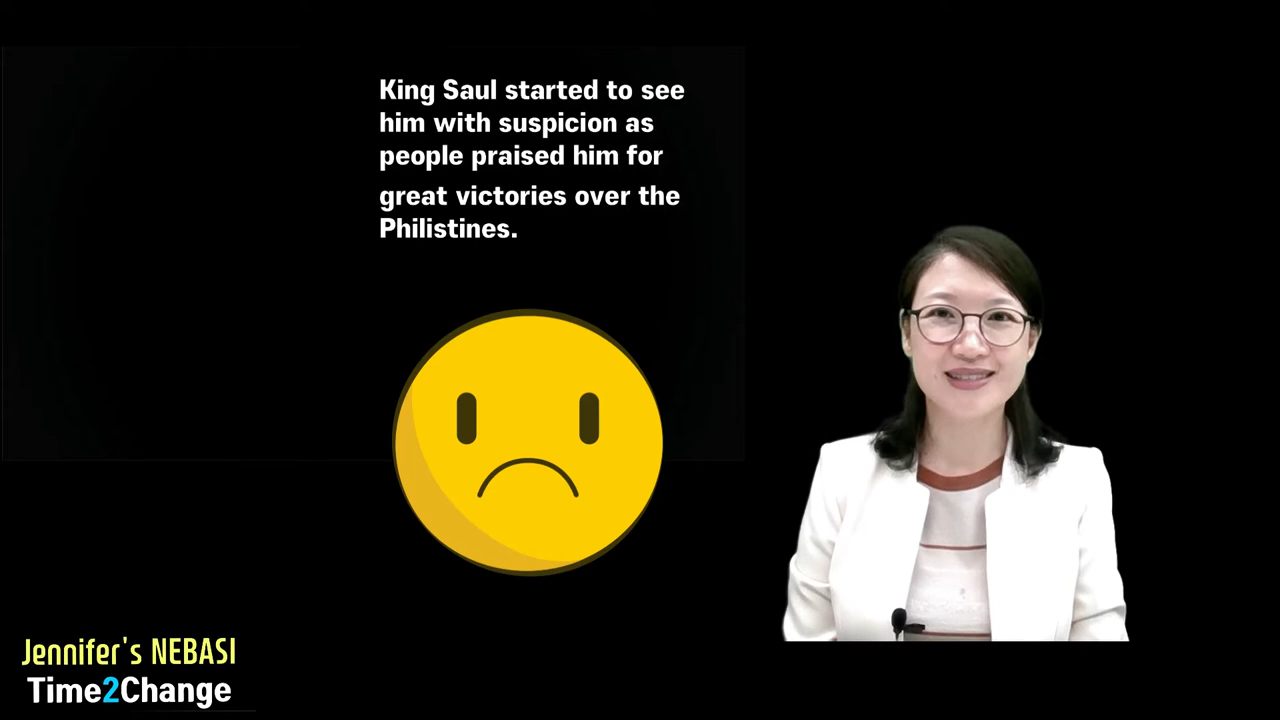 King Saul started to see
him with suspicion as
people praised him for
great victories over the
Philistines.
Jennifer's NEBASI
Time2Change